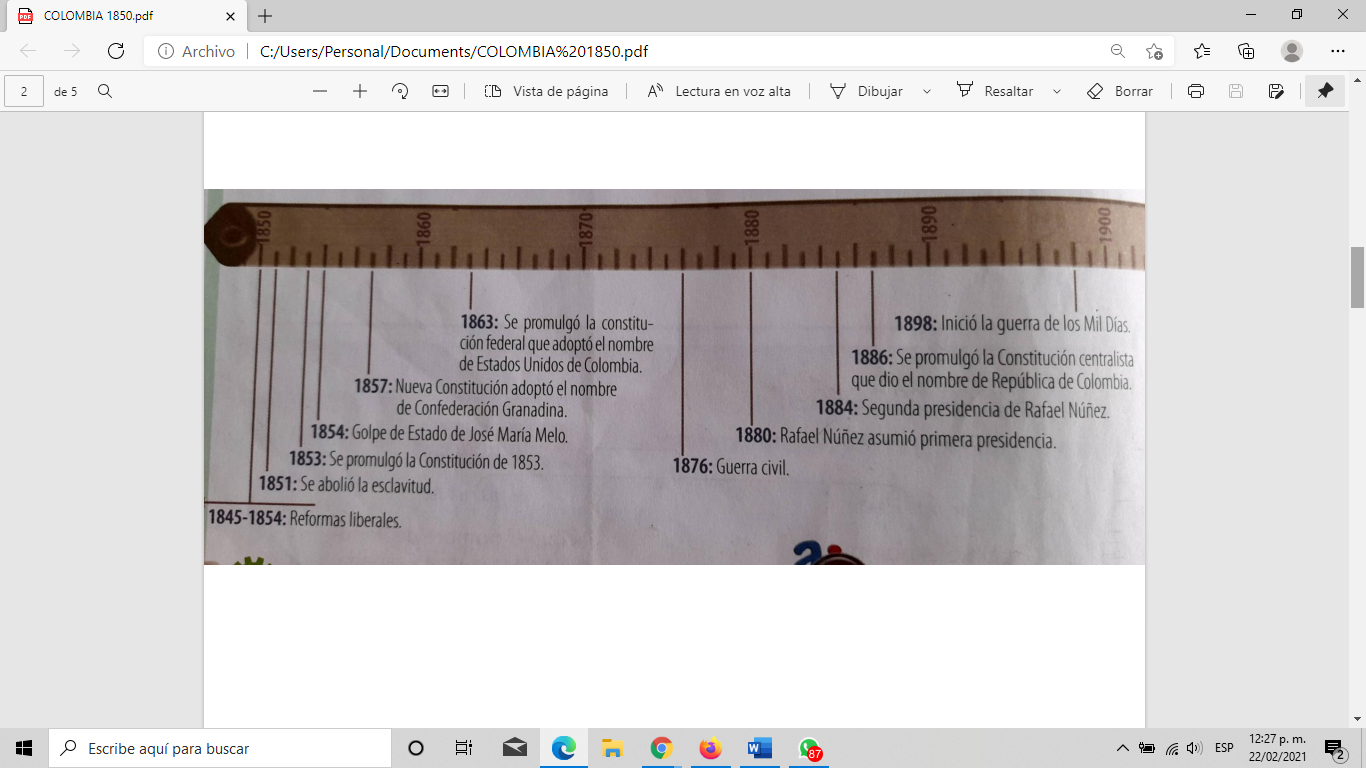 COLOMBIA 1850.pdf
Archivo
C:/Users/Personal/Documents/COLOMBIA%201850.pdf
2
de 5
Vista de página
Lectura en voz alta
Dibujar
Resaltar
Borrar
1850
1860
1870
1880
1890
1900
1863: Se promulgó la constitu-
ción federal que adoptó el nombre
de Estados Unidos de Colombia.
1857: Nueva Constitución adoptó el nombre
de Confederación Granadina.
1854: Golpe de Estado de José María Melo.
1853: Se promulgó la Constitución de 1853.
1851: Se abolió la esclavitud.
1845-1854: Reformas liberales.
1898: Inició la guerra de los Mil Días.
1886: Se promulgó la Constitución centralista
que dio el nombre de República de Colombia.
1884: Segunda presidencia de Rafael Núñez.
1880: Rafael Núñez asumió primera presidencia.
1876: Guerra civil.
Escribe aquí para buscar
87
ESP
12:27 p. m.
22/02/2021
2